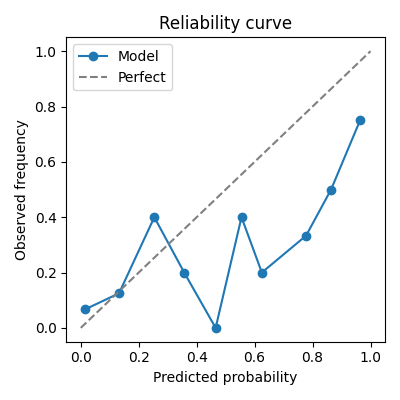 Reliability curve
Model
Perfect
Observed frequency
1.0
0.8
0.6
0.4
0.2
0.0
0.0 0.2 0.4 0.6 0.8 1.0
Predicted probability